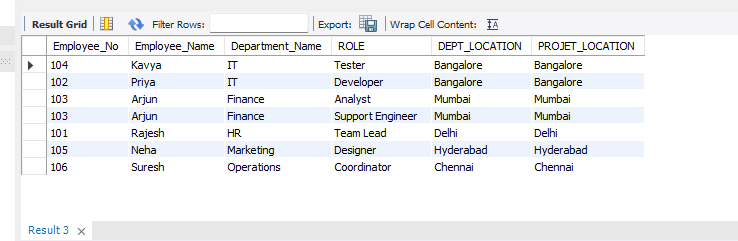 Result Grid Filter Rows: Export: Wrap Cell Content:
Employee_No Employee_Name Department_Name ROLE DEPT_LOCATION PROJET_LOCATION
104 Kavya IT Tester Bangalore Bangalore
102 Priya IT Developer Bangalore Bangalore
103 Arjun Finance Analyst Mumbai Mumbai
103 Arjun Finance Support Engineer Mumbai Mumbai
101 Rajesh HR Team Lead Delhi Delhi
105 Neha Marketing Designer Hyderabad Hyderabad
106 Suresh Operations Coordinator Chennai Chennai
Result 3